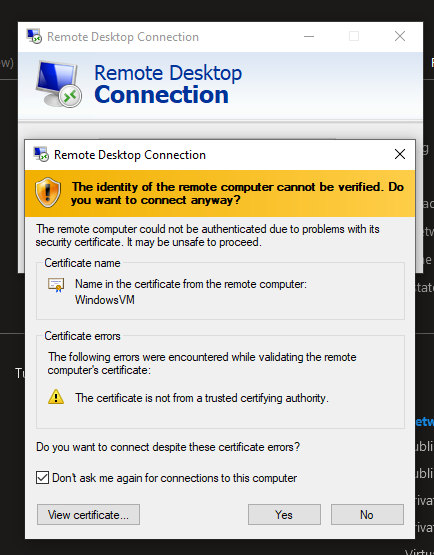 Remote Desktop Connection
ew)
Remote Desktop
Connection
Remote Desktop Connection
The identity of the remote computer cannot be verified. Do
you want to connect anyway?
The remote computer could not be authenticated due to problems with its
security certificate. It may be unsafe to proceed.
Certificate name
Name in the certificate from the remote computer:
WindowsVM
Certificate errors
The following errors were encountered while validating the remote
computer's certificate:
The certificate is not from a trusted certifying authority.
Do you want to connect despite these certificate errors?
Don't ask me again for connections to this computer
View certificate...
Yes
No